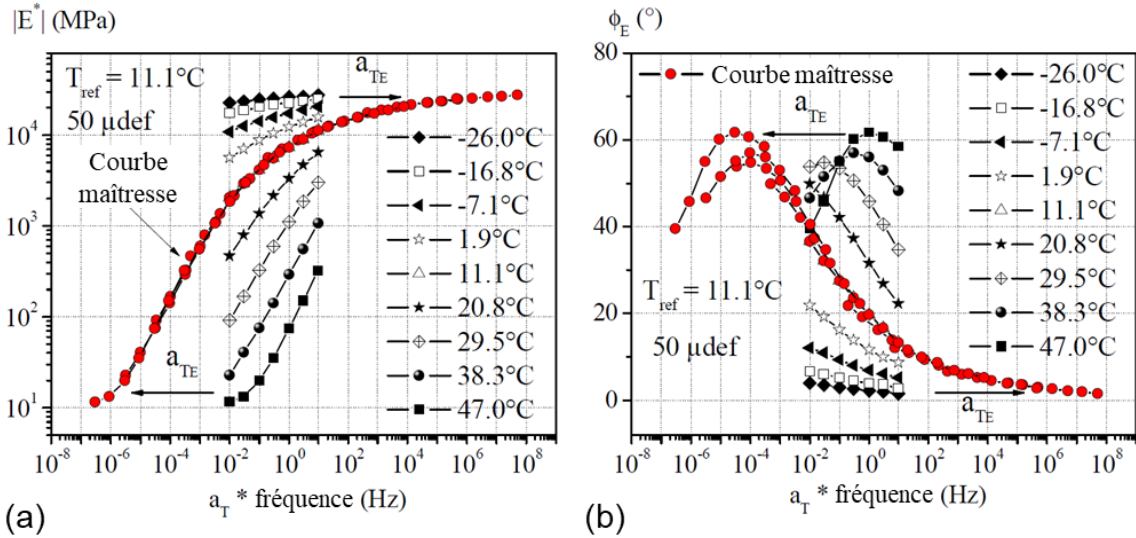 |E*| (MPa)
T_ref = 11.1°C
50 µdef
a_TE
Courbe
maîtresse
-26.0°C
-16.8°C
-7.1°C
1.9°C
11.1°C
20.8°C
29.5°C
38.3°C
47.0°C
a_TE
10^4
10^3
10^2
10^1
10^-8 10^-6 10^-4 10^-2 10^0 10^2 10^4 10^6 10^8
a_T * fréquence (Hz)
(a)
ϕ_E (°)
Courbe maîtresse
a_TE
-26.0°C
-16.8°C
-7.1°C
1.9°C
11.1°C
20.8°C
29.5°C
38.3°C
47.0°C
T_ref = 11.1°C
50 µdef
a_TE
80
60
40
20
0
10^-8 10^-6 10^-4 10^-2 10^0 10^2 10^4 10^6 10^8
a_T * fréquence (Hz)
(b)